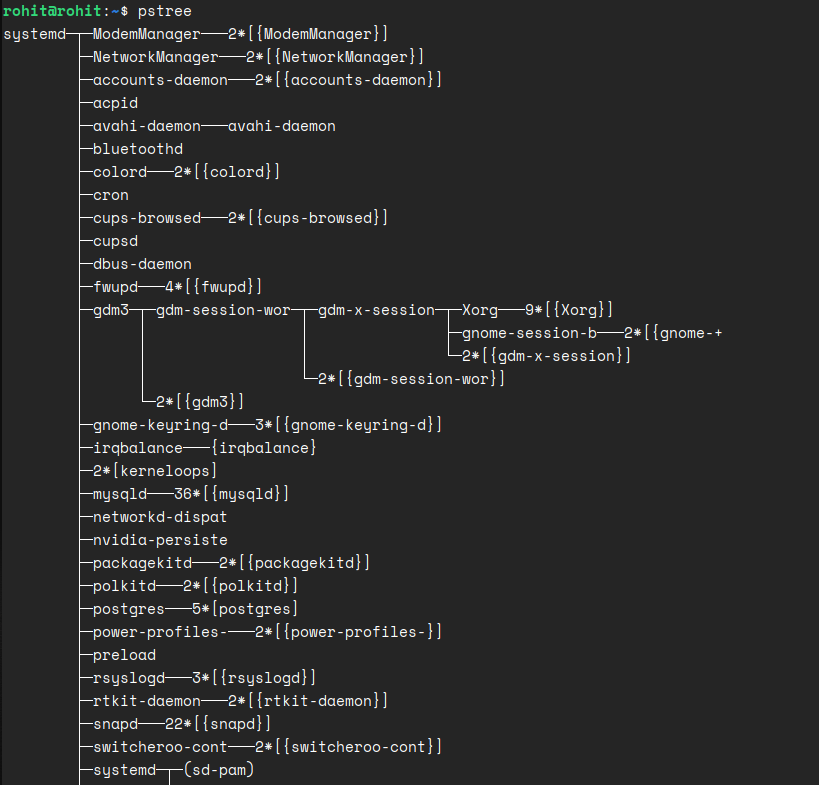 rohit@rohit:~$ pstree
systemd─┬─ModemManager───2*[{ModemManager}]
        ├─NetworkManager───2*[{NetworkManager}]
        ├─accounts-daemon───2*[{accounts-daemon}]
        ├─acpid
        ├─avahi-daemon───avahi-daemon
        ├─bluetoothd
        ├─colord───2*[{colord}]
        ├─cron
        ├─cups-browsed───2*[{cups-browsed}]
        ├─cupsd
        ├─dbus-daemon
        ├─fwupd───4*[{fwupd}]
        ├─gdm3─┬─gdm-session-wor─┬─gdm-x-session─┬─Xorg───9*[{Xorg}]
        │      │                 │               ├─gnome-session-b───2*[{gnome-+
        │      │                 │               └─2*[{gdm-x-session}]
        │      │                 └─2*[{gdm-session-wor}]
        │      └─2*[{gdm3}]
        ├─gnome-keyring-d───3*[{gnome-keyring-d}]
        ├─irqbalance───{irqbalance}
        ├─2*[kerneloops]
        ├─mysqld───36*[{mysqld}]
        ├─networkd-dispat
        ├─nvidia-persiste
        ├─packagekitd───2*[{packagekitd}]
        ├─polkitd───2*[{polkitd}]
        ├─postgres───5*[postgres]
        ├─power-profiles-───2*[{power-profiles-}]
        ├─preload
        ├─rsyslogd───3*[{rsyslogd}]
        ├─rtkit-daemon───2*[{rtkit-daemon}]
        ├─snapd───22*[{snapd}]
        ├─switcheroo-cont───2*[{switcheroo-cont}]
        ├─systemd─┬─(sd-pam)